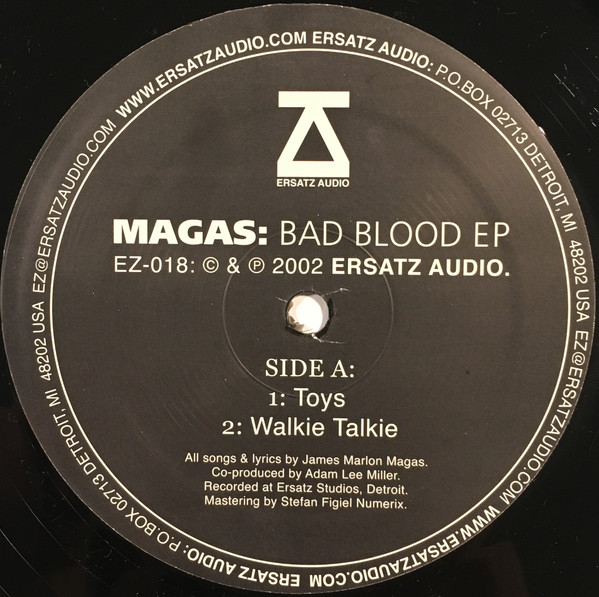 WWW.ERSATZAUDIO.COM ERSATZ AUDIO: P.O.BOX 02713 DETROIT, MI 48202 USA EZ@ERSATZAUDIO.COM WWW.ERSATZAUDIO.COM ERSATZ AUDIO: P.O.BOX 02713 DETROIT, MI 48202 USA EZ@ERSATZAUDIO.COM
ERSATZ AUDIO
MAGAS: BAD BLOOD EP
EZ-018: © & ℗ 2002 ERSATZ AUDIO.
SIDE A:
1: Toys
2: Walkie Talkie
All songs & lyrics by James Marlon Magas.
Co-produced by Adam Lee Miller.
Recorded at Ersatz Studios, Detroit.
Mastering by Stefan Figiel Numerix.